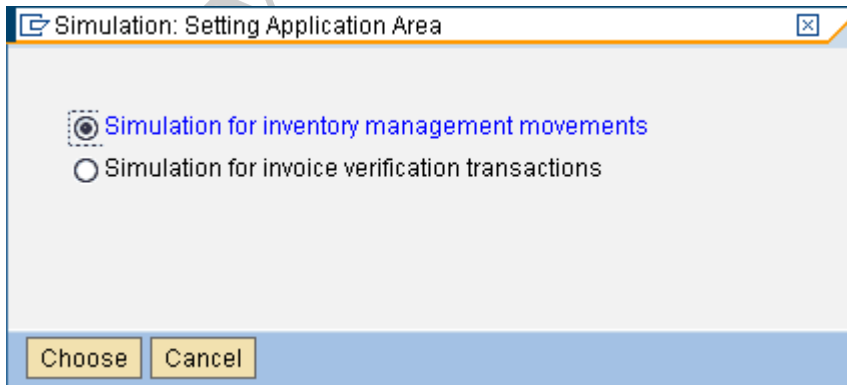 Simulation: Setting Application Area
Simulation for inventory management movements
Simulation for invoice verification transactions
Choose Cancel